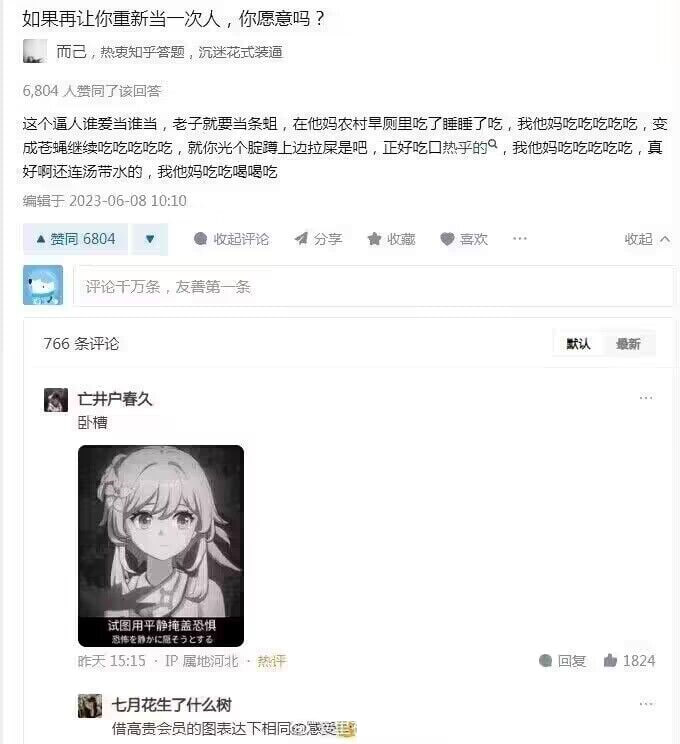 如果再让你重新当一次人，你愿意吗？
而己，热衷知乎答题，沉迷花式装逼
6,804 人赞同了该回答
这个逼人谁爱当谁当，老子就要当条蛆，在他妈农村旱厕里吃了睡睡了吃，我他妈吃吃吃吃吃，变
成苍蝇继续吃吃吃吃吃，就你光个腚蹲上边拉屎是吧，正好吃口热乎的，我他妈吃吃吃吃吃，真
好啊还连汤带水的，我他妈吃吃喝喝吃
编辑于 2023-06-08 10:10
赞同 6804 收起评论 分享 收藏 喜欢 ··· 收起
评论千万条，友善第一条
766 条评论 默认 最新
亡井户春久 ···
卧槽
试图用平静掩盖恐惧
恐怖を静かに隠そうとする
昨天 15:15 · IP 属地河北 · 热评 回复 1824
七月花生了什么树 ···
借高贵会员的图表达下相同的感受